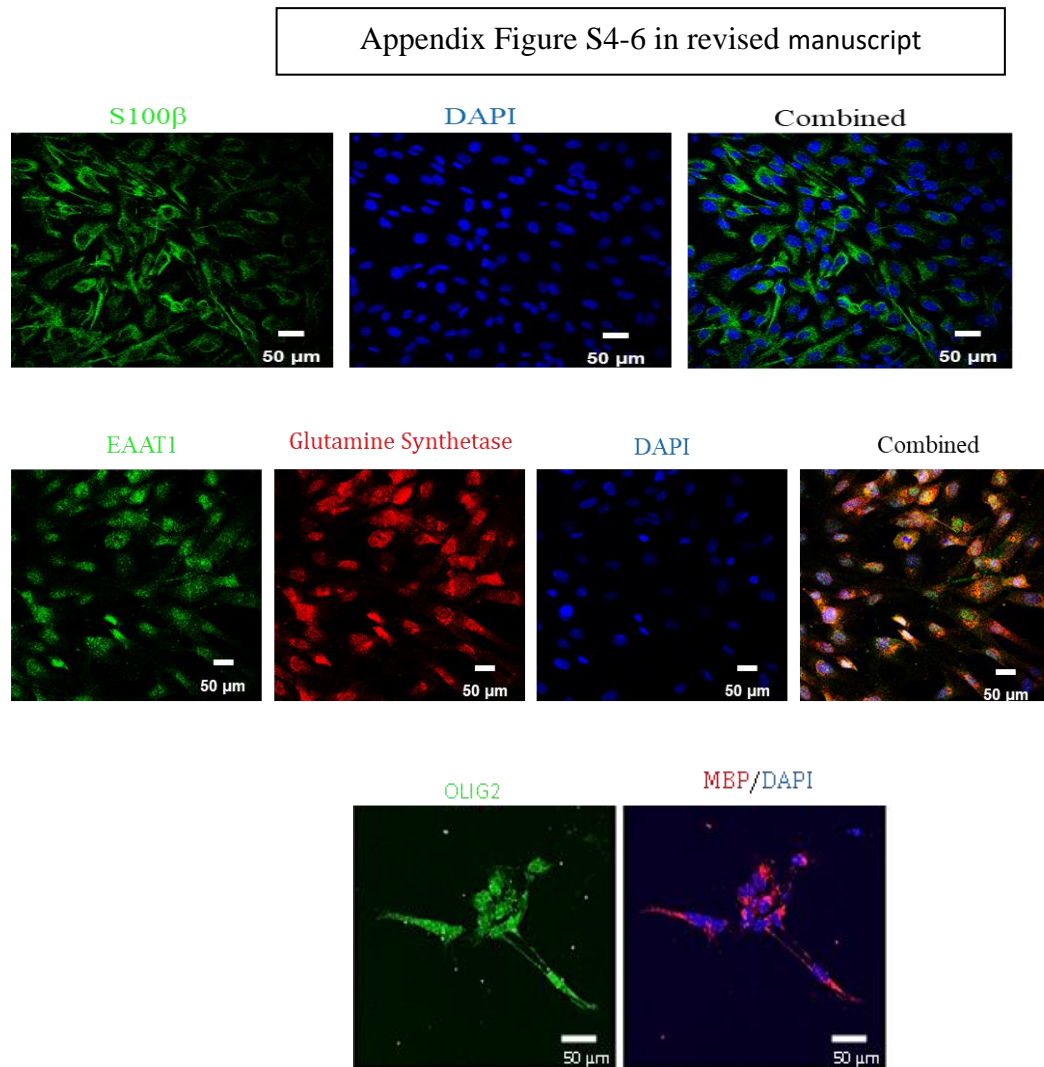 Appendix Figure S4-6 in revised manuscript
S100β DAPI Combined
50 µm 50 µm 50 µm
EAAT1 Glutamine Synthetase DAPI Combined
50 µm 50 µm 50 µm 50 µm
OLIG2 MBP/DAPI
50 µm 50 µm